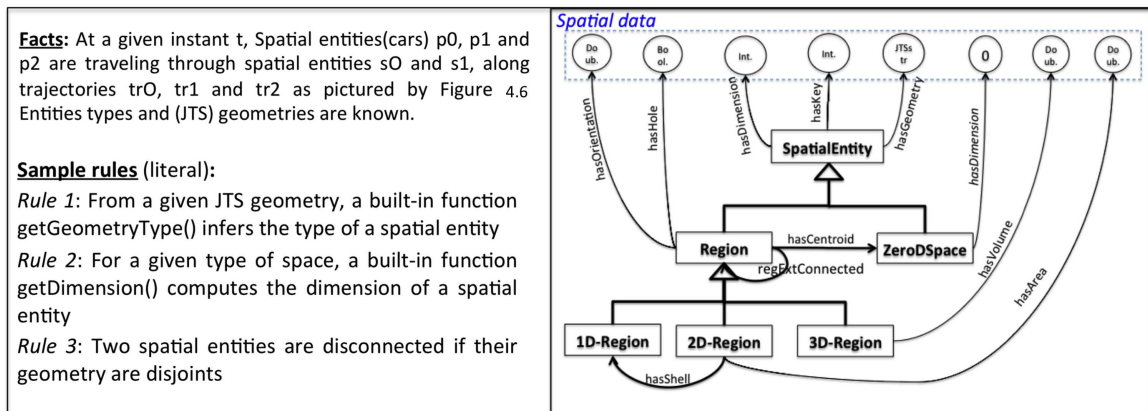 Facts: At a given instant t, Spatial entities(cars) p0, p1 and
p2 are traveling through spatial entities sO and s1, along
trajectories trO, tr1 and tr2 as pictured by Figure 4.6
Entities types and (JTS) geometries are known.
Sample rules (literal):
Rule 1: From a given JTS geometry, a built-in function
getGeometryType() infers the type of a spatial entity
Rule 2: For a given type of space, a built-in function
getDimension() computes the dimension of a spatial
entity
Rule 3: Two spatial entities are disconnected if their
geometry are disjoints
Spatial data
Do
ub.
Bo
ol.
Int.
Int.
JTSs
tr
0
Do
ub.
Do
ub.
hasOrientation
hasHole
hasDimension
hasKey
hasGeometry
hasDimension
hasVolume
hasArea
SpatialEntity
Region
hasCentroid
ZeroDSpace
regExtConnected
1D-Region
2D-Region
3D-Region
hasShell